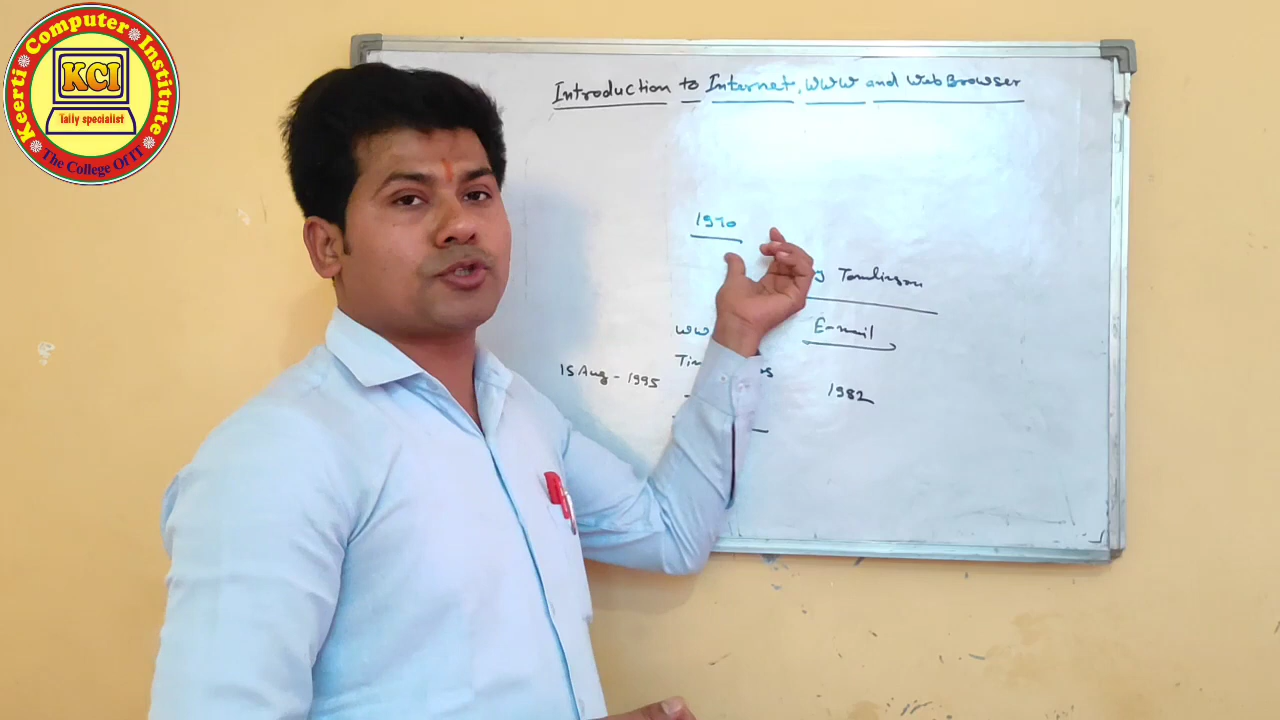 Keerti Computer Institute
KCI
Tally specialist
The College Of IT
Introduction to Internet, WWW and Web Browser
1970
Tomlinson
E-mail
15 Aug - 1995
1982